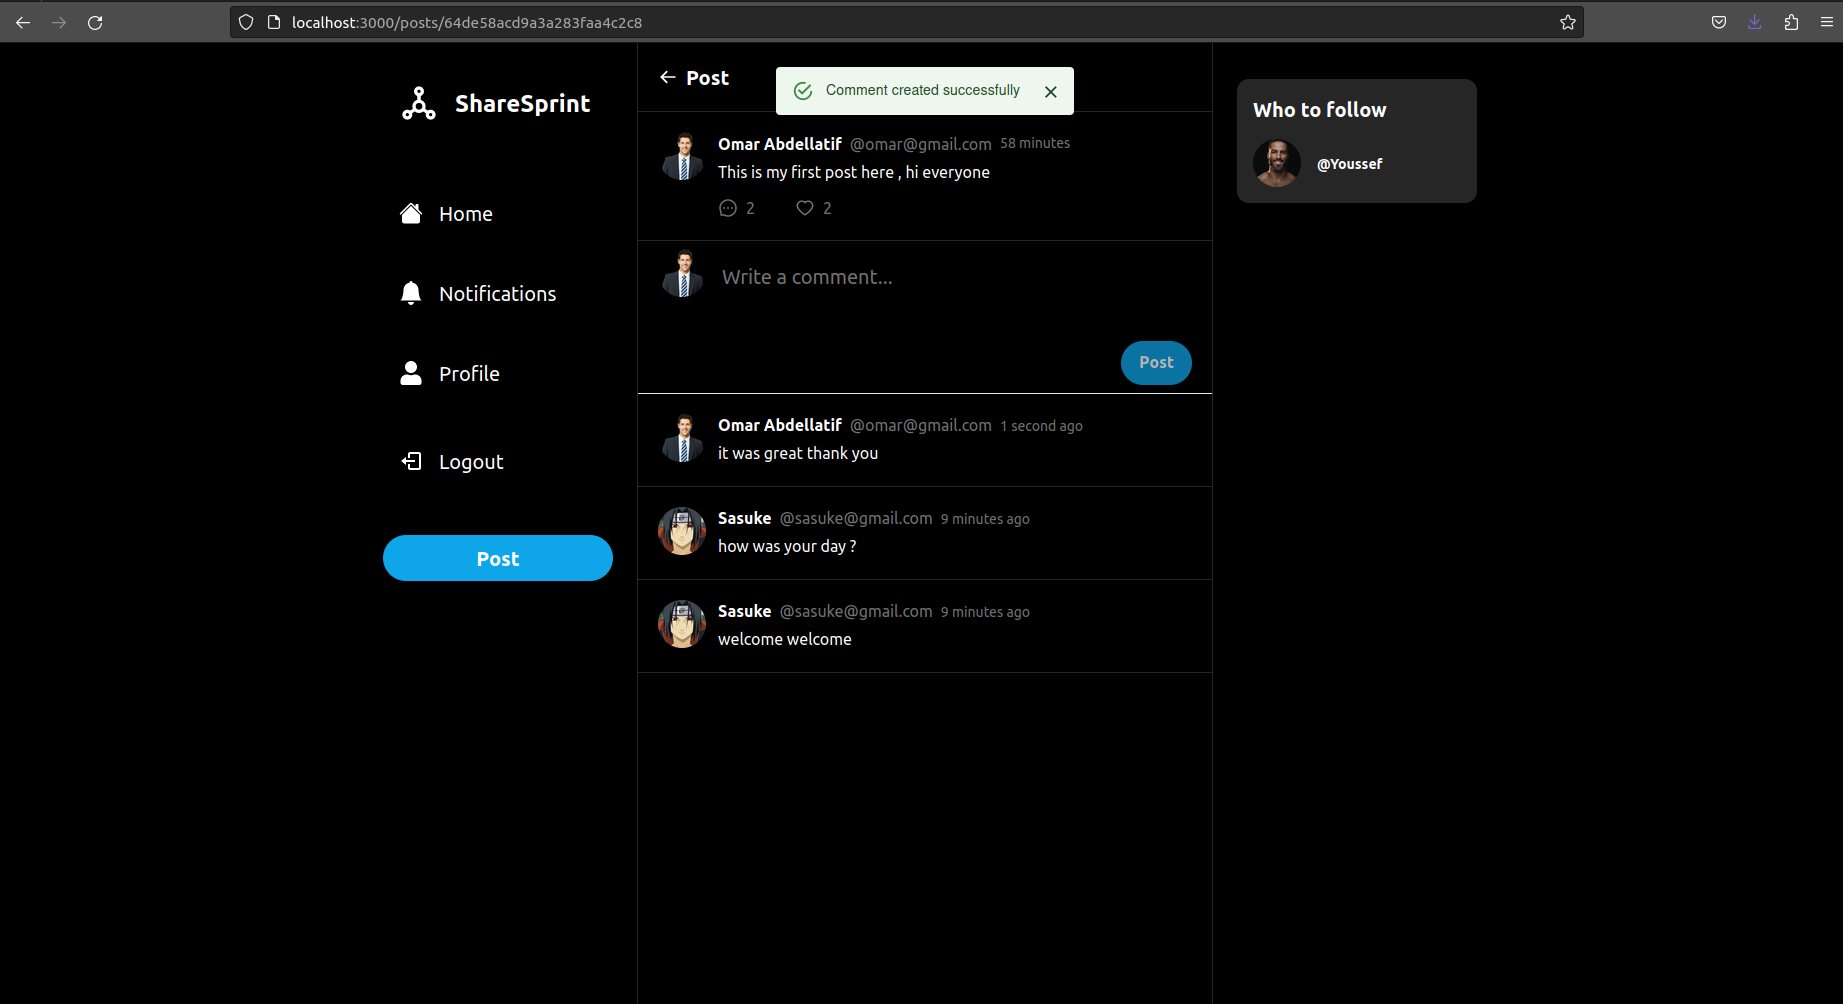 localhost:3000/posts/64de58acd9a3a283faa4c2c8
ShareSprint
Home
Notifications
Profile
Logout
Post
Post
Comment created successfully
Omar Abdellatif @omar@gmail.com 58 minutes
This is my first post here , hi everyone
2 2
Write a comment...
Post
Omar Abdellatif @omar@gmail.com 1 second ago
it was great thank you
Sasuke @sasuke@gmail.com 9 minutes ago
how was your day ?
Sasuke @sasuke@gmail.com 9 minutes ago
welcome welcome
Who to follow
@Youssef